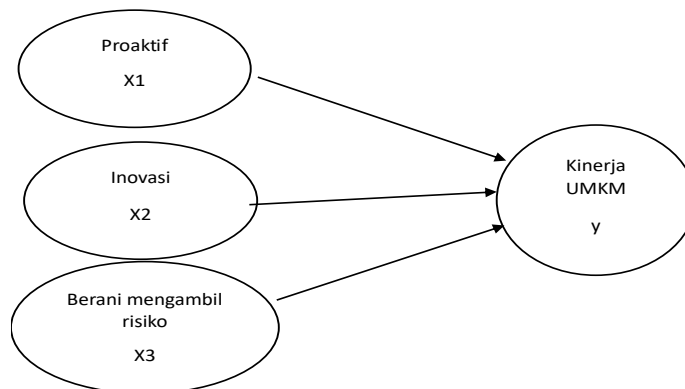 Proaktif
X1
Inovasi
X2
Berani mengambil
risiko
X3
Kinerja
UMKM
y